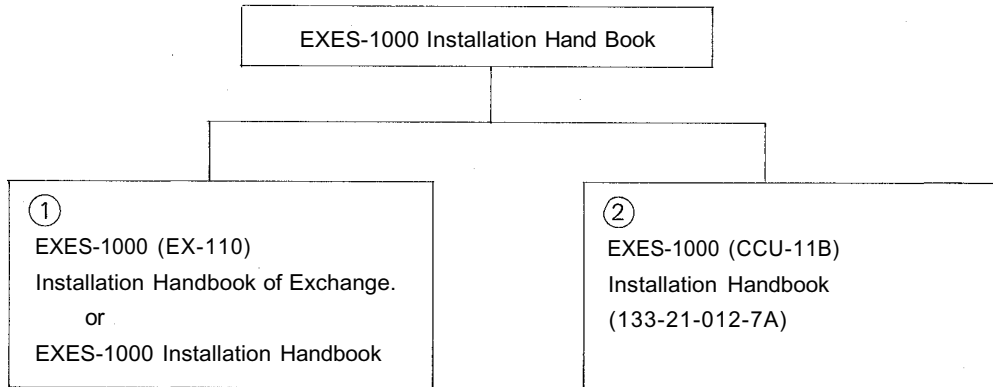 EXES-1000 Installation Hand Book
①
EXES-1000 (EX-110)
Installation Handbook of Exchange.
or
EXES-1000 Installation Handbook
②
EXES-1000 (CCU-11B)
Installation Handbook
(133-21-012-7A)